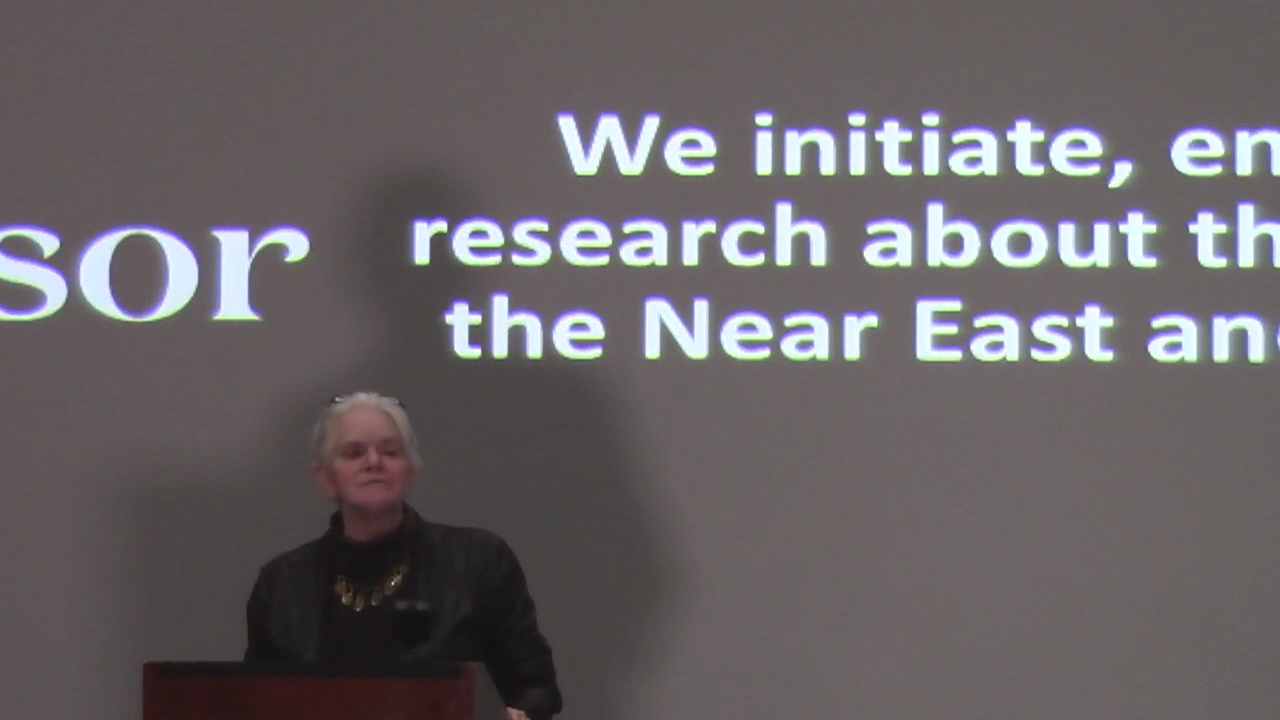 We initiate, en
research about th
sor
the Near East an